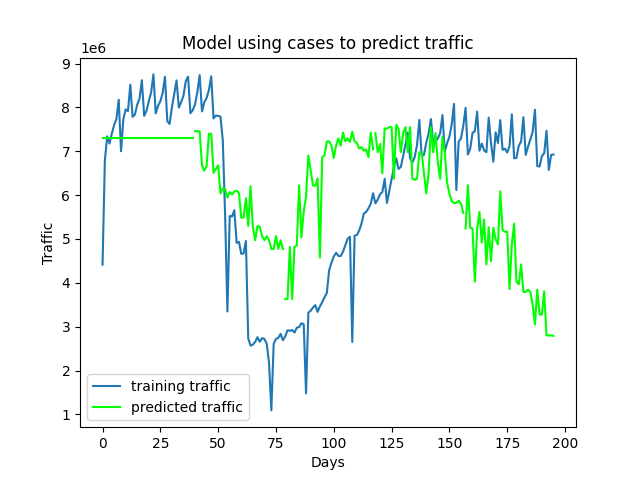 Model using cases to predict traffic
1e6
9
8
7
6
5
4
3
2
1
Traffic
training traffic
predicted traffic
0 25 50 75 100 125 150 175 200
Days